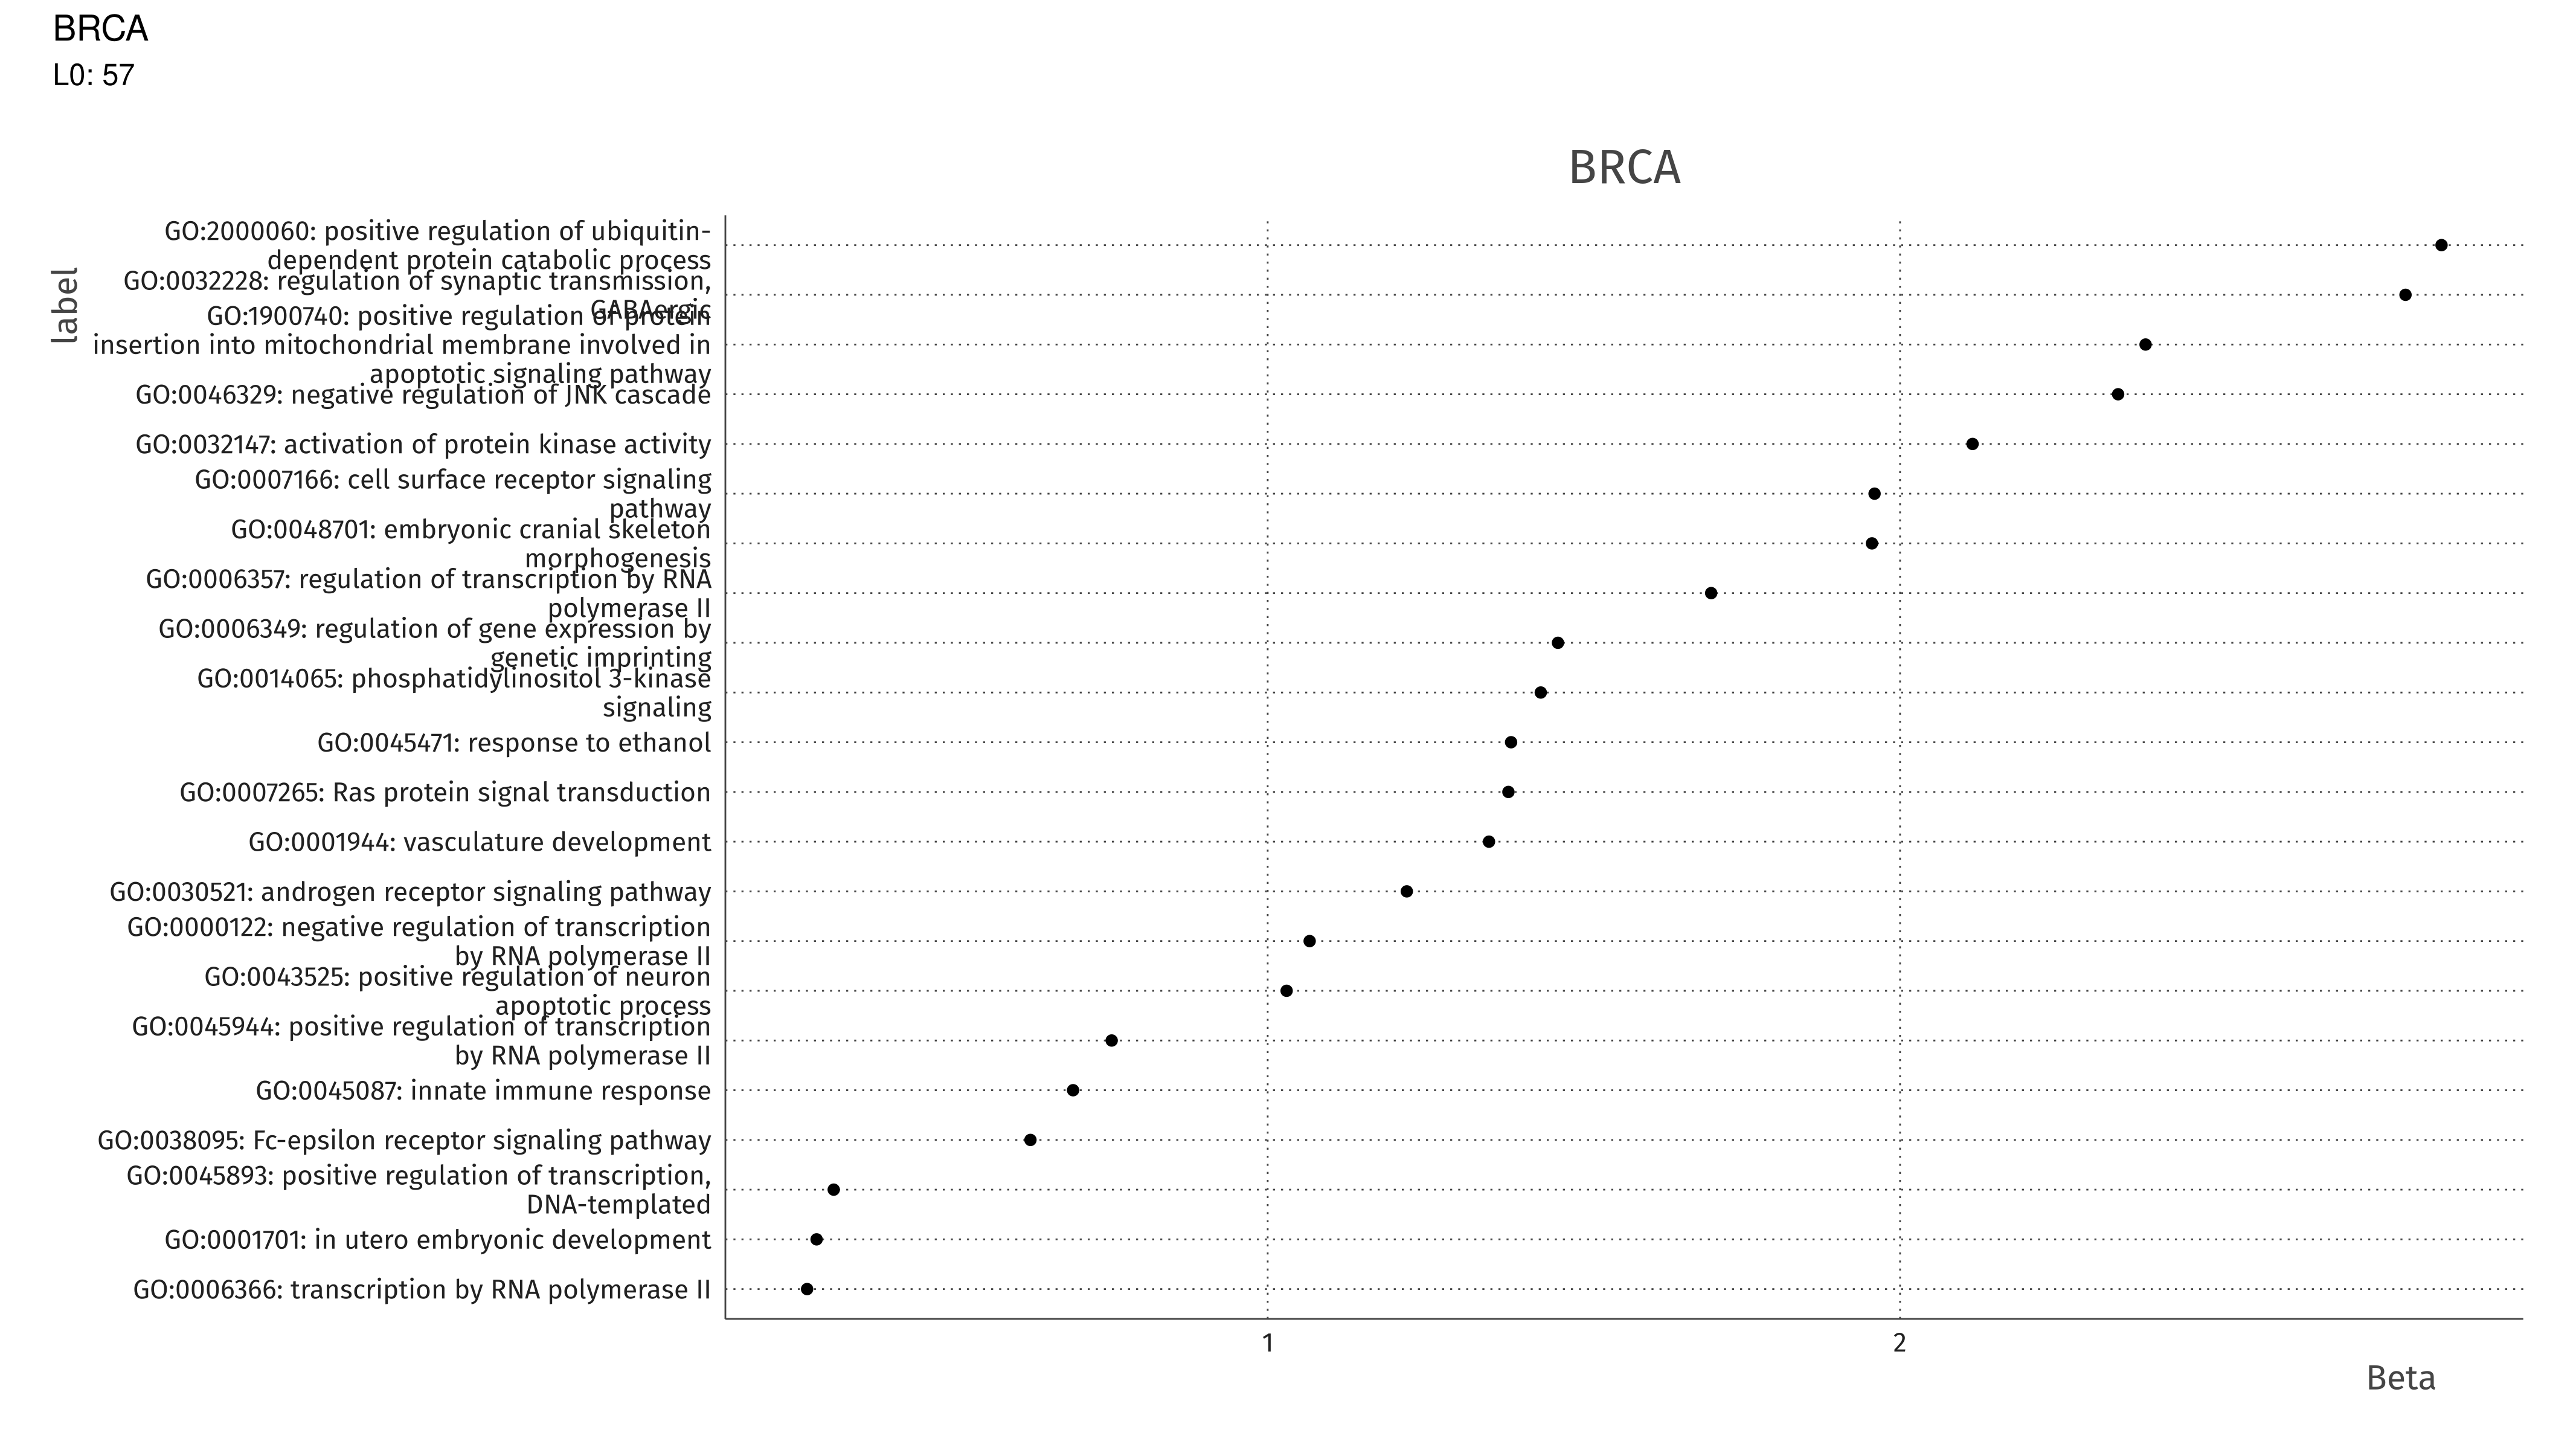 BRCA
L0: 57
BRCA
label
GO:2000060: positive regulation of ubiquitin-
dependent protein catabolic process
GO:0032228: regulation of synaptic transmission,
GABAergic
GO:1900740: positive regulation of protein
insertion into mitochondrial membrane involved in
apoptotic signaling pathway
GO:0046329: negative regulation of JNK cascade
GO:0032147: activation of protein kinase activity
GO:0007166: cell surface receptor signaling
pathway
GO:0048701: embryonic cranial skeleton
morphogenesis
GO:0006357: regulation of transcription by RNA
polymerase II
GO:0006349: regulation of gene expression by
genetic imprinting
GO:0014065: phosphatidylinositol 3-kinase
signaling
GO:0045471: response to ethanol
GO:0007265: Ras protein signal transduction
GO:0001944: vasculature development
GO:0030521: androgen receptor signaling pathway
GO:0000122: negative regulation of transcription
by RNA polymerase II
GO:0043525: positive regulation of neuron
apoptotic process
GO:0045944: positive regulation of transcription
by RNA polymerase II
GO:0045087: innate immune response
GO:0038095: Fc-epsilon receptor signaling pathway
GO:0045893: positive regulation of transcription,
DNA-templated
GO:0001701: in utero embryonic development
GO:0006366: transcription by RNA polymerase II
1
2
Beta